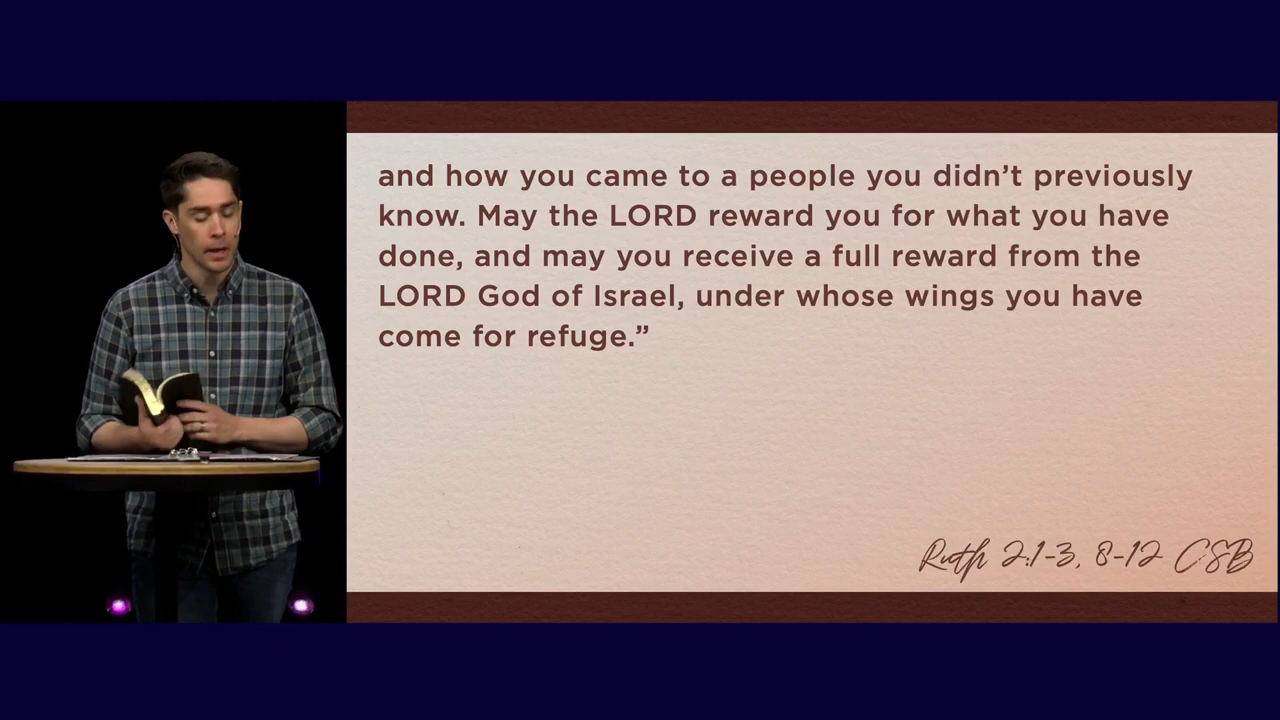 and how you came to a people you didn’t previously
know. May the LORD reward you for what you have
done, and may you receive a full reward from the
LORD God of Israel, under whose wings you have
come for refuge.”
Ruth 2:1-3, 8-12 CSB